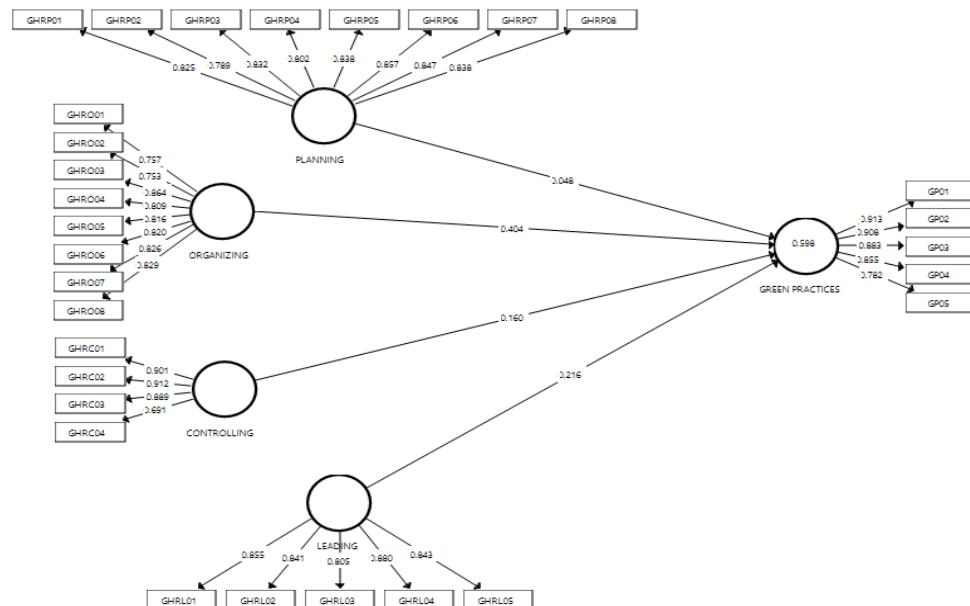 GHRP01 GHRP02 GHRP03 GHRP04 GHRP05 GHRP06 GHRP07 GHRP08
0.825 0.789 0.832 0.802 0.838 0.857 0.847 0.838
PLANNING
GHRO01
GHRO02
GHRO03
GHRO04
GHRO05
GHRO06
GHRO07
GHRO08
0.757
0.753
0.864
0.809
0.816
0.820
0.826
0.829
ORGANIZING
0.048
0.404
0.160
0.216
0.598
GREEN PRACTICES
0.913
0.908
0.883
0.855
0.782
GP01
GP02
GP03
GP04
GP05
GHRC01
GHRC02
GHRC03
GHRC04
0.901
0.912
0.889
0.691
CONTROLLING
LEADING
0.855 0.841 0.805 0.880 0.843
GHRL01 GHRL02 GHRL03 GHRL04 GHRL05